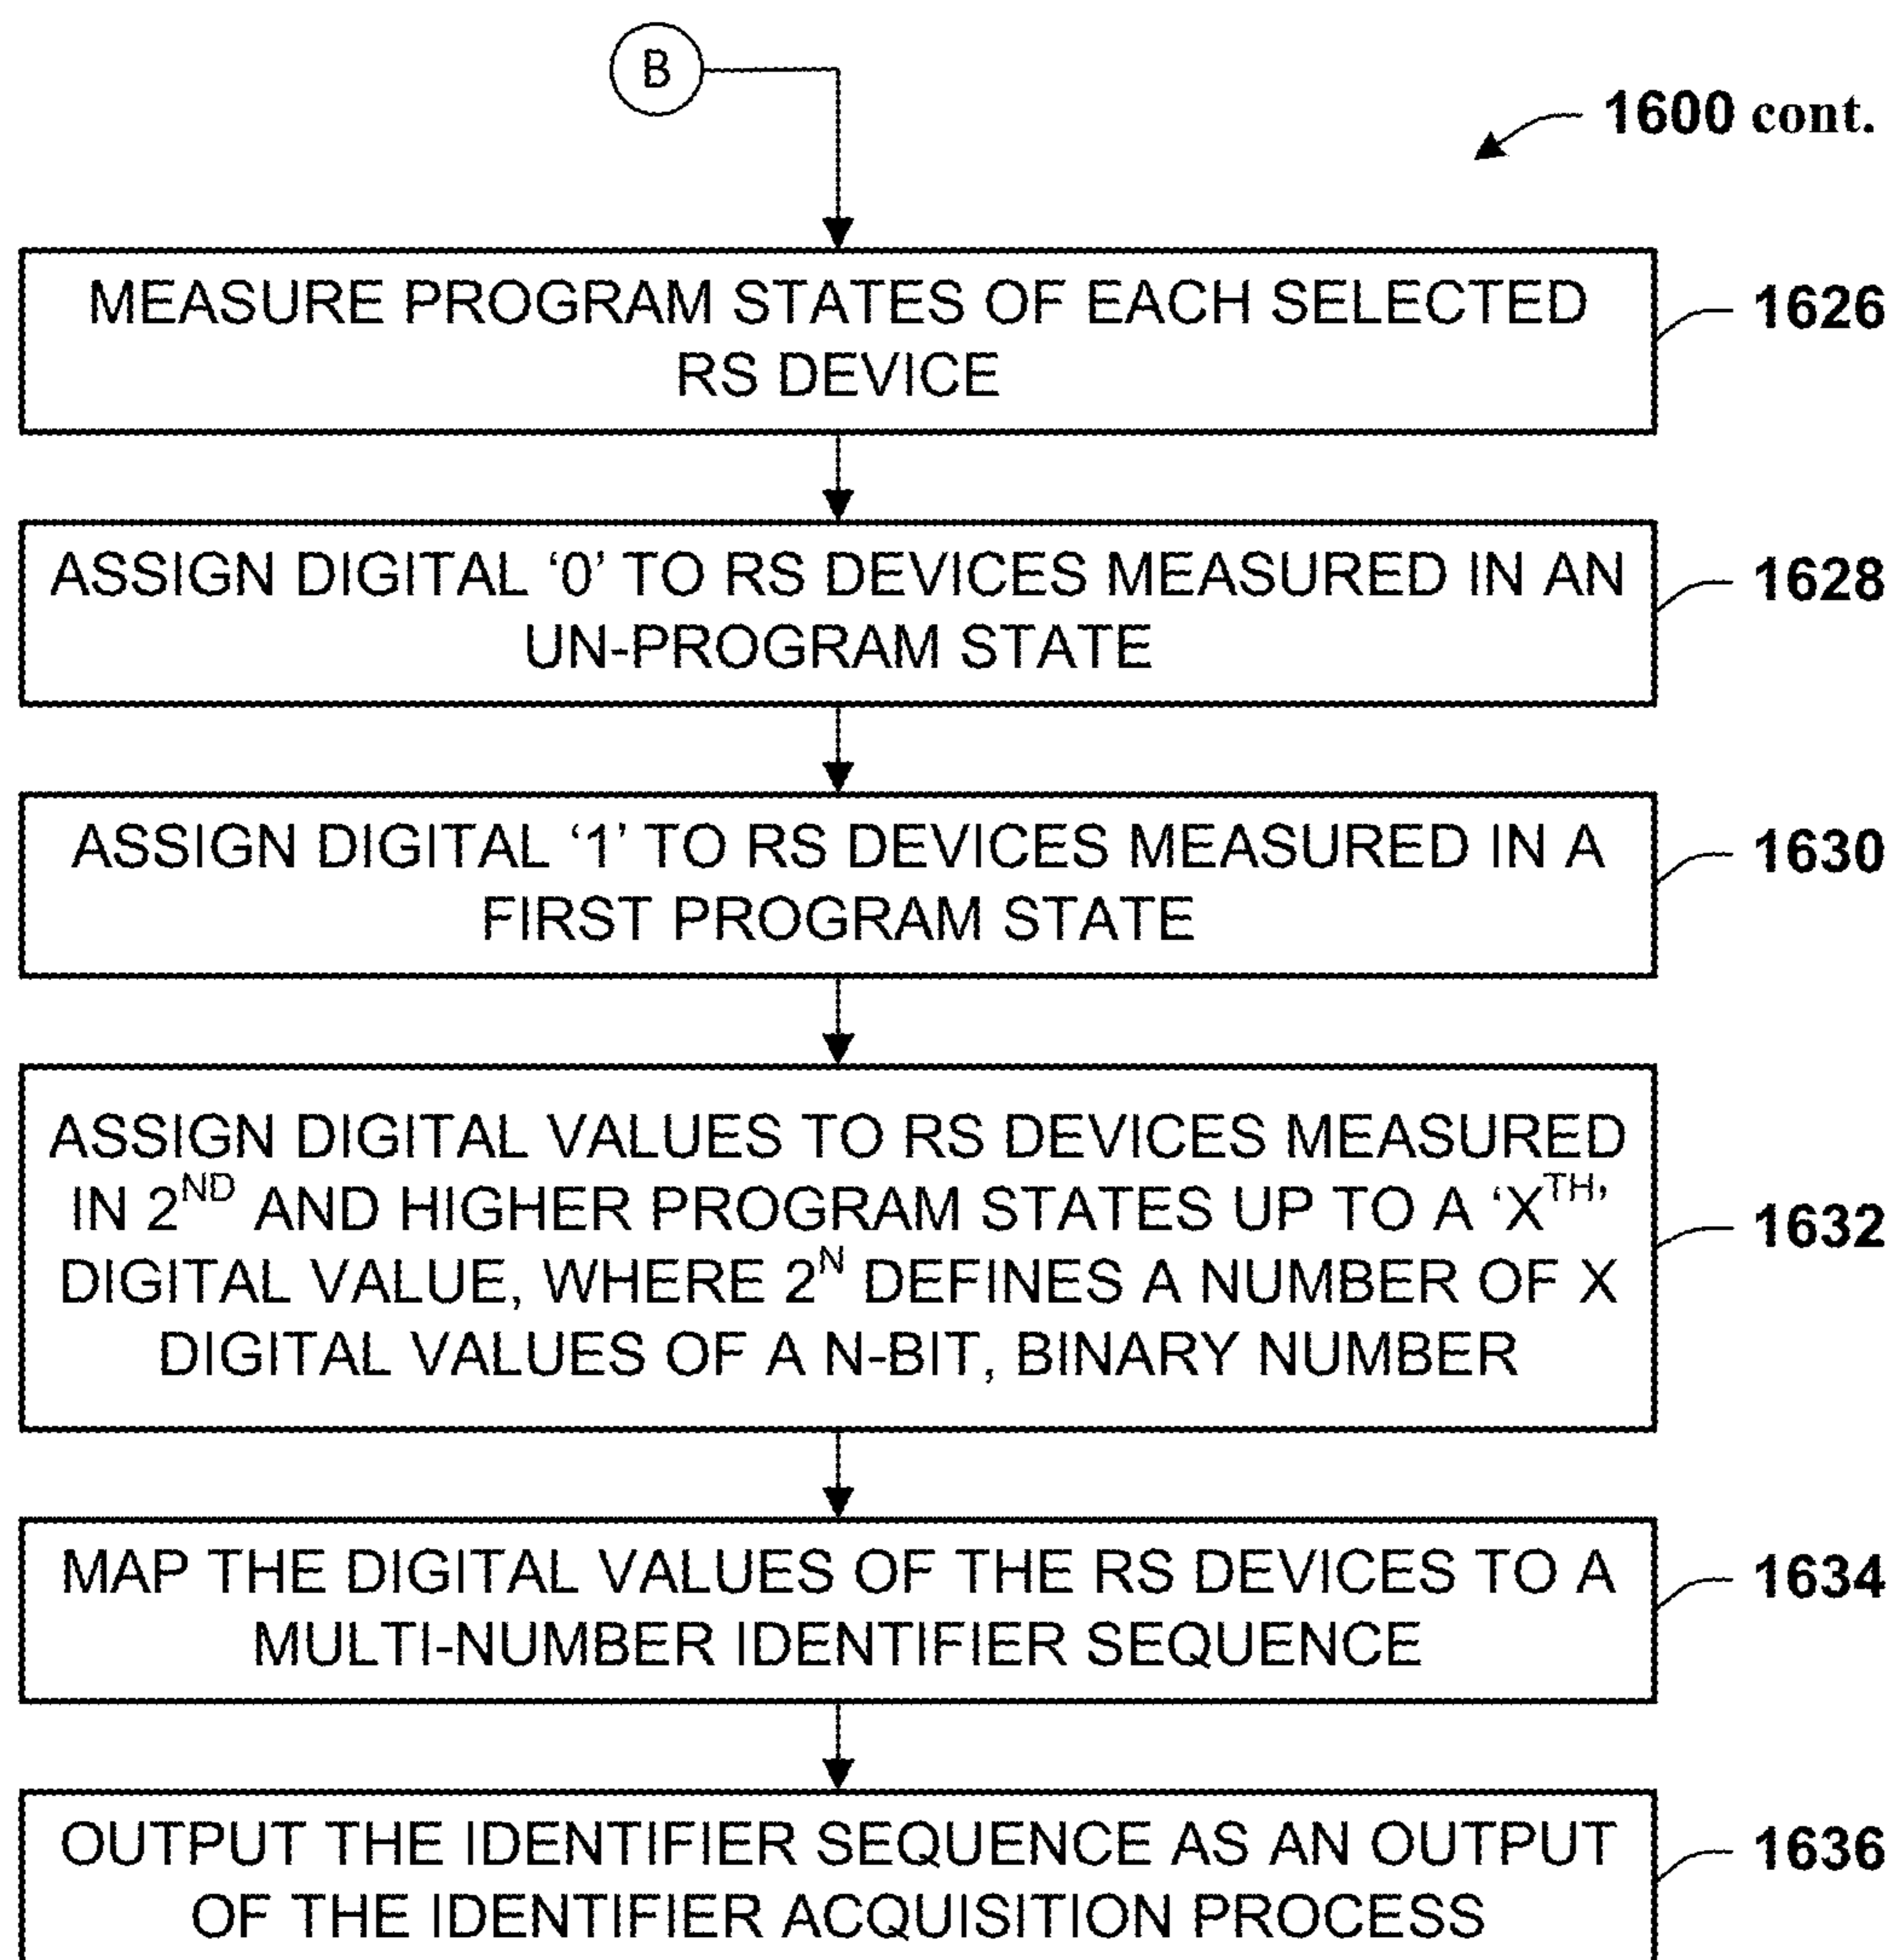 B
1600 cont.
MEASURE PROGRAM STATES OF EACH SELECTED
RS DEVICE
1626
ASSIGN DIGITAL ‘0’ TO RS DEVICES MEASURED IN AN
UN-PROGRAM STATE
1628
ASSIGN DIGITAL ‘1’ TO RS DEVICES MEASURED IN A
FIRST PROGRAM STATE
1630
ASSIGN DIGITAL VALUES TO RS DEVICES MEASURED
IN 2ND AND HIGHER PROGRAM STATES UP TO A ‘XTH’
DIGITAL VALUE, WHERE 2N DEFINES A NUMBER OF X
DIGITAL VALUES OF A N-BIT, BINARY NUMBER
1632
MAP THE DIGITAL VALUES OF THE RS DEVICES TO A
MULTI-NUMBER IDENTIFIER SEQUENCE
1634
OUTPUT THE IDENTIFIER SEQUENCE AS AN OUTPUT
OF THE IDENTIFIER ACQUISITION PROCESS
1636